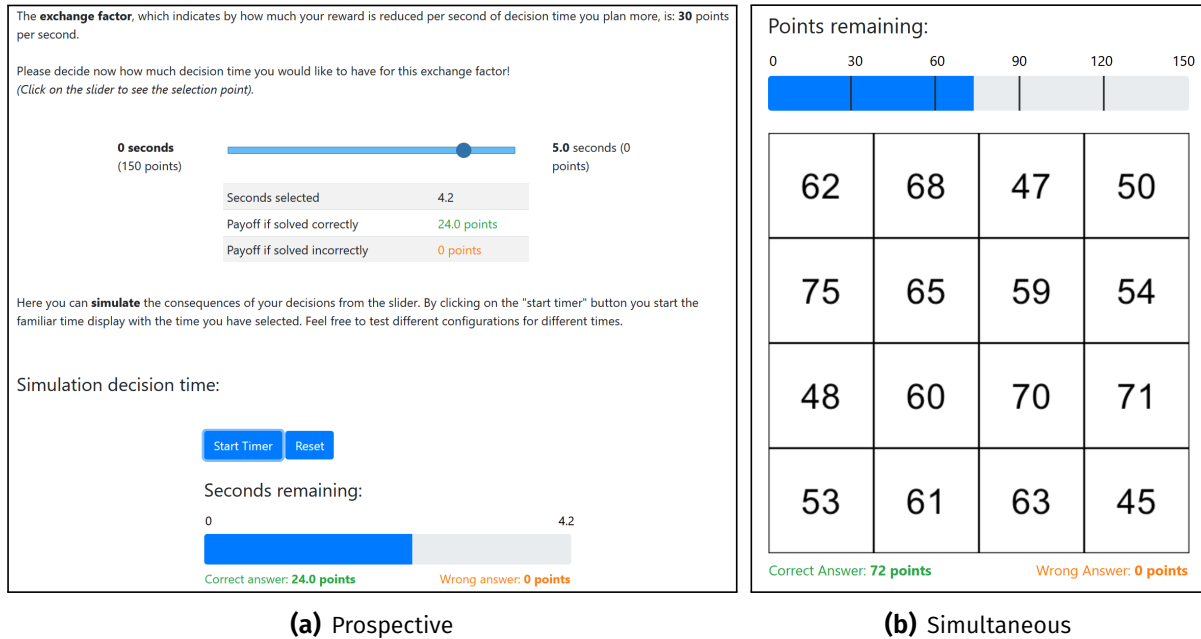 The exchange factor, which indicates by how much your reward is reduced per second of decision time you plan more, is: 30 points
per second.
Please decide now how much decision time you would like to have for this exchange factor!
(Click on the slider to see the selection point).
0 seconds
(150 points)
5.0 seconds (0
points)
Seconds selected 4.2
Payoff if solved correctly 24.0 points
Payoff if solved incorrectly 0 points
Here you can simulate the consequences of your decisions from the slider. By clicking on the "start timer" button you start the
familiar time display with the time you have selected. Feel free to test different configurations for different times.
Simulation decision time:
Start Timer Reset
Seconds remaining:
0 4.2
Correct answer: 24.0 points Wrong answer: 0 points
(a) Prospective
Points remaining:
0 30 60 90 120 150
62 68 47 50
75 65 59 54
48 60 70 71
53 61 63 45
Correct Answer: 72 points Wrong Answer: 0 points
(b) Simultaneous